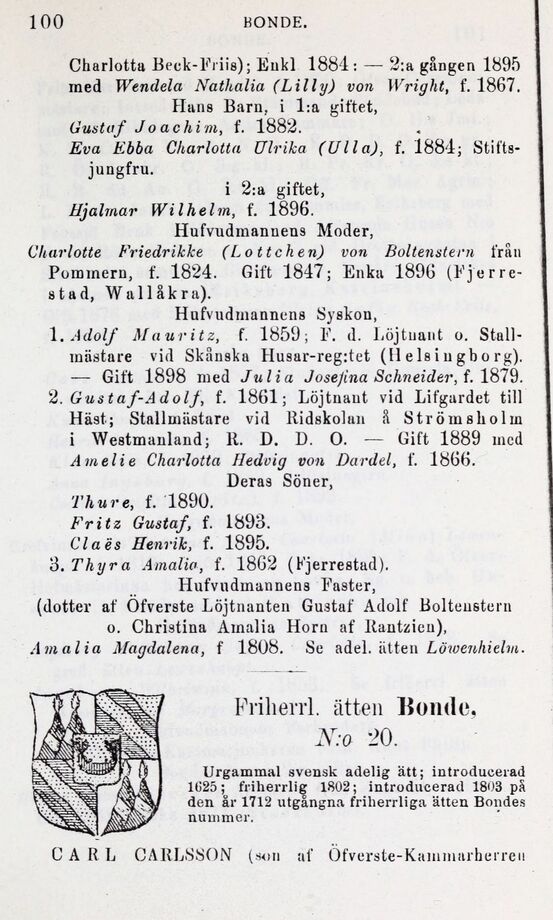 100 BONDE.
Charlotta Beck-Friis); Enkl 1884: — 2:a gången 1895
med Wendela Nathalia (Lilly) von Wright, f. 1867.
Hans Barn, i 1:a giftet,
Gustaf Joachim, f. 1882.
Eva Ebba Charlotta Ulrika (Ulla), f. 1884; Stifts-
jungfru.
i 2:a giftet,
Hjalmar Wilhelm, f. 1896.
Hufvudmannens Moder,
Charlotte Friedrikke (Lottchen) von Boltenstern från
Pommern, f. 1824. Gift 1847; Enka 1896 (Fjerre-
stad, Wallåkra).
Hufvudmannens Syskon,
1. Adolf Mauritz, f. 1859; F. d. Löjtnant o. Stall-
mästare vid Skånska Husar-reg:tet (Helsingborg).
— Gift 1898 med Julia Josefina Schneider, f. 1879.
2. Gustaf-Adolf, f. 1861; Löjtnant vid Lifgardet till
Häst; Stallmästare vid Ridskolan å Strömsholm
i Westmanland; R. D. D. O. — Gift 1889 med
Amelie Charlotta Hedvig von Dardel, f. 1866.
Deras Söner,
Thure, f. 1890.
Fritz Gustaf, f. 1893.
Claës Henrik, f. 1895.
3. Thyra Amalia, f. 1862 (Fjerrestad).
Hufvudmannens Faster,
(dotter af Öfverste Löjtnanten Gustaf Adolf Boltenstern
o. Christina Amalia Horn af Rantzien),
Amalia Magdalena, f 1808. Se adel. ätten Löwenhielm.
Friherrl. ätten Bonde,
N:o 20.
Urgammal svensk adelig ätt; introducerad
1625; friherrlig 1802; introducerad 1803 på
den år 1712 utgångna friherrliga ätten Bondes
nummer.
CARL CARLSSON (son af Öfverste-Kammarherren